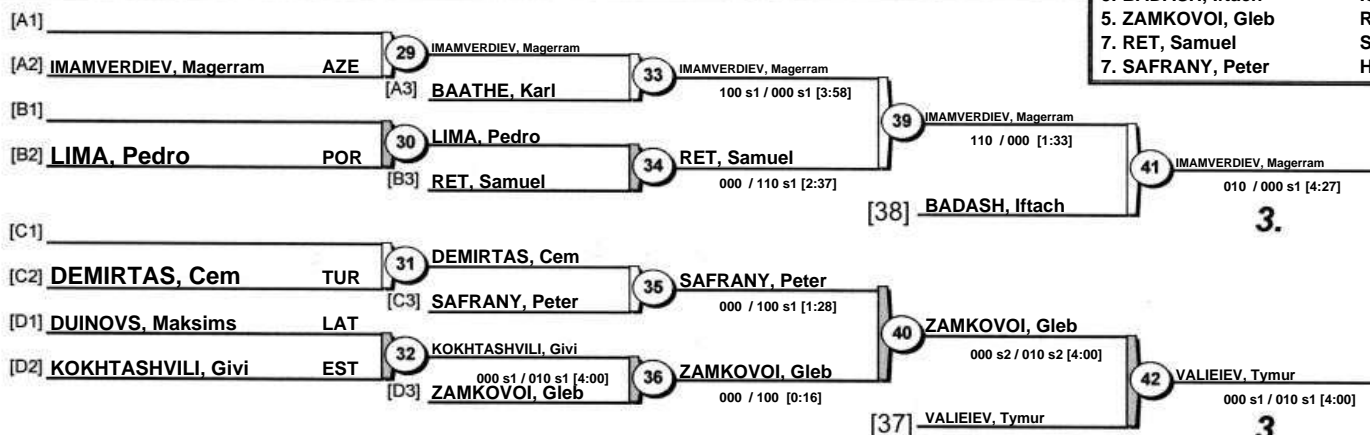 5. ZAMKOVOI, Gleb R
7. RET, Samuel S
7. SAFRANY, Peter H
[A1]
[A2] IMAMVERDIEV, Magerram AZE
29
IMAMVERDIEV, Magerram
[A3] BAATHE, Karl
33
IMAMVERDIEV, Magerram
100 s1 / 000 s1 [3:58]
[B1]
[B2] LIMA, Pedro POR
30
LIMA, Pedro
[B3] RET, Samuel
34
RET, Samuel
000 / 110 s1 [2:37]
39
IMAMVERDIEV, Magerram
110 / 000 [1:33]
[38] BADASH, Iftach
41
IMAMVERDIEV, Magerram
010 / 000 s1 [4:27]
3.
[C1]
[C2] DEMIRTAS, Cem TUR
31
DEMIRTAS, Cem
[C3] SAFRANY, Peter
35
SAFRANY, Peter
000 / 100 s1 [1:28]
[D1] DUINOVS, Maksims LAT
[D2] KOKHTASHVILI, Givi EST
32
KOKHTASHVILI, Givi
000 s1 / 010 s1 [4:00]
[D3] ZAMKOVOI, Gleb
36
ZAMKOVOI, Gleb
000 / 100 [0:16]
40
ZAMKOVOI, Gleb
000 s2 / 010 s2 [4:00]
[37] VALIEIEV, Tymur
42
VALIEIEV, Tymur
000 s1 / 010 s1 [4:00]
3